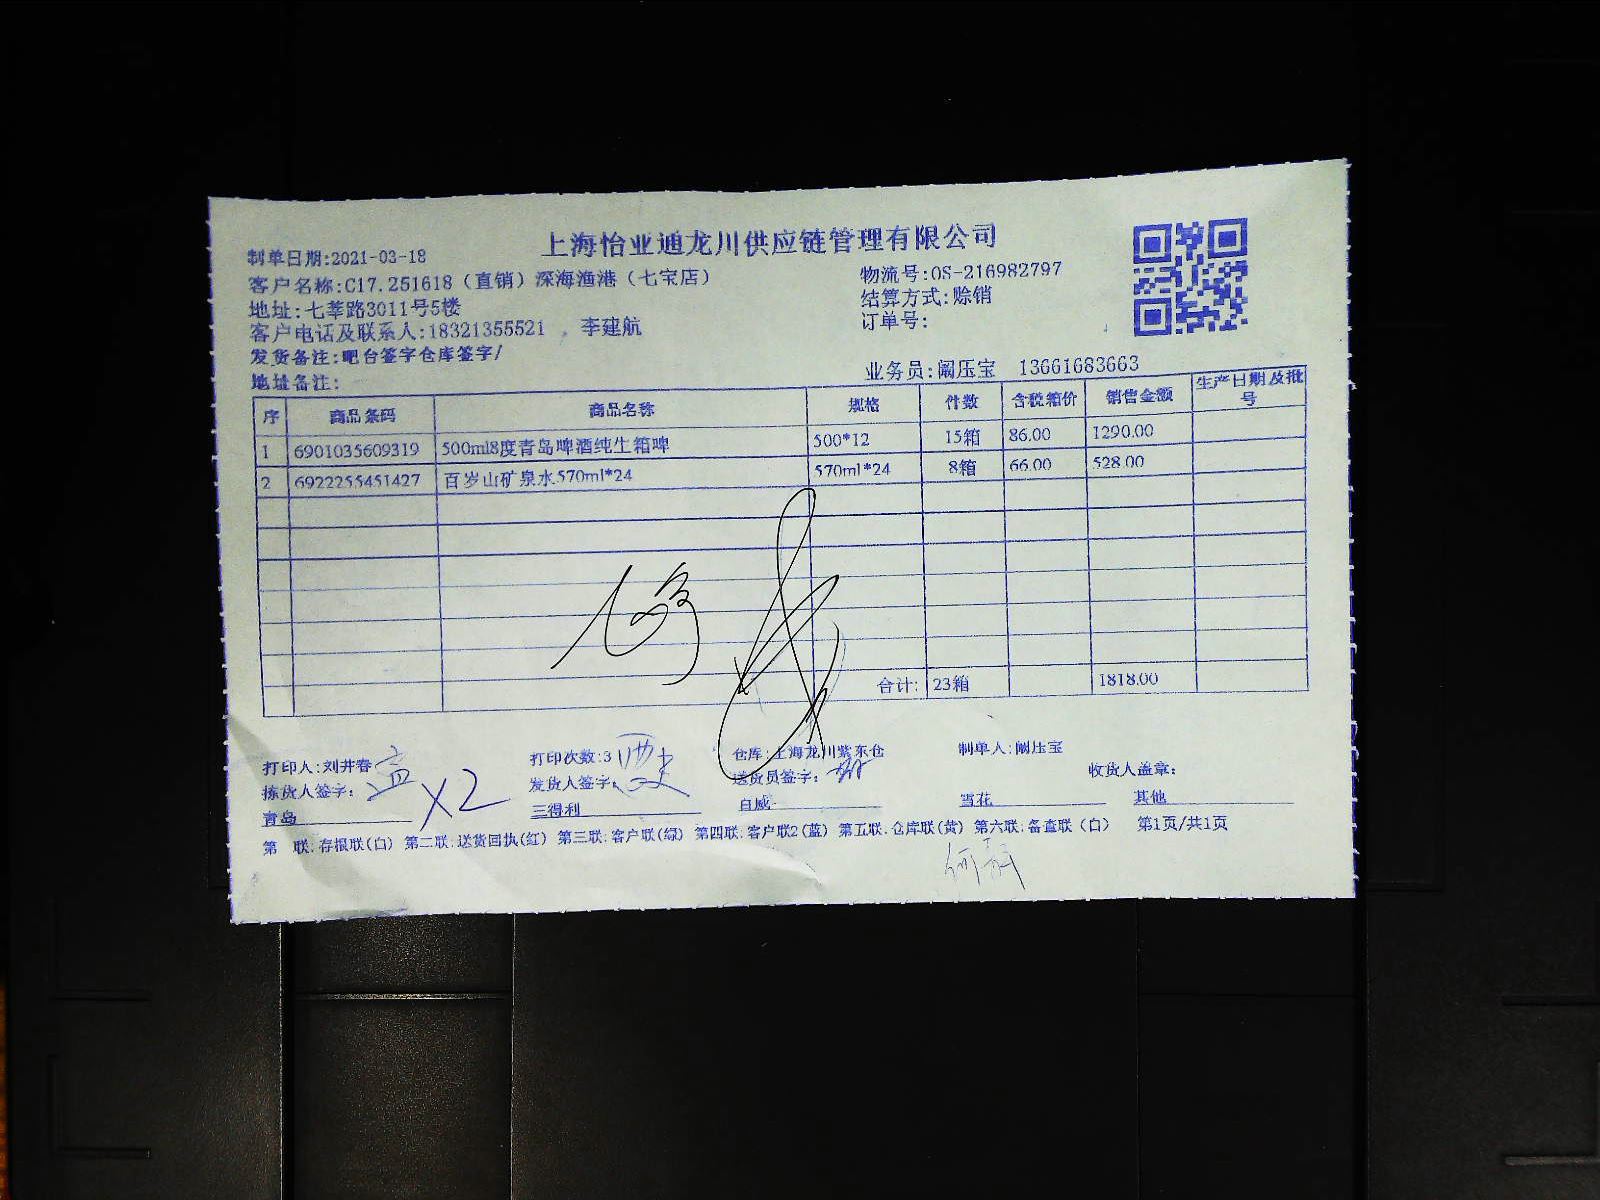 上海怡亚通龙川供应链管理有限公司
制单日期:2021-03-18
客户名称:C17.251618（直销）深海渔港（七宝店） 物流号:OS-216982797
地址:七莘路3011号5楼 结算方式:赊销
客户电话及联系人:18321355521 , 李建航 订单号:
发货备注:吧台签字仓库签字/
地址备注: 业务员:阚压宝 13661683663
序 商品条码 商品名称 规格 件数 含税箱价 销售金额 生产日期及批号
1 6901035609319 500ml8度青岛啤酒纯生箱啤 500*12 15箱 86.00 1290.00
2 6922255451427 百岁山矿泉水570ml*24 570ml*24 8箱 66.00 528.00
合计: 23箱 1818.00
打印人:刘井春 打印次数:3 仓库:上海龙川紫东仓 制单人:阚压宝
拣货人签字: 发货人签字: 送货员签字: 收货人盖章:
X2
青岛 三得利 百威 雪花 其他
第 联:存根联(白) 第二联:送货回执(红) 第三联:客户联(绿) 第四联:客户联2(蓝) 第五联:仓库联(黄) 第六联:备查联（白） 第1页/共1页